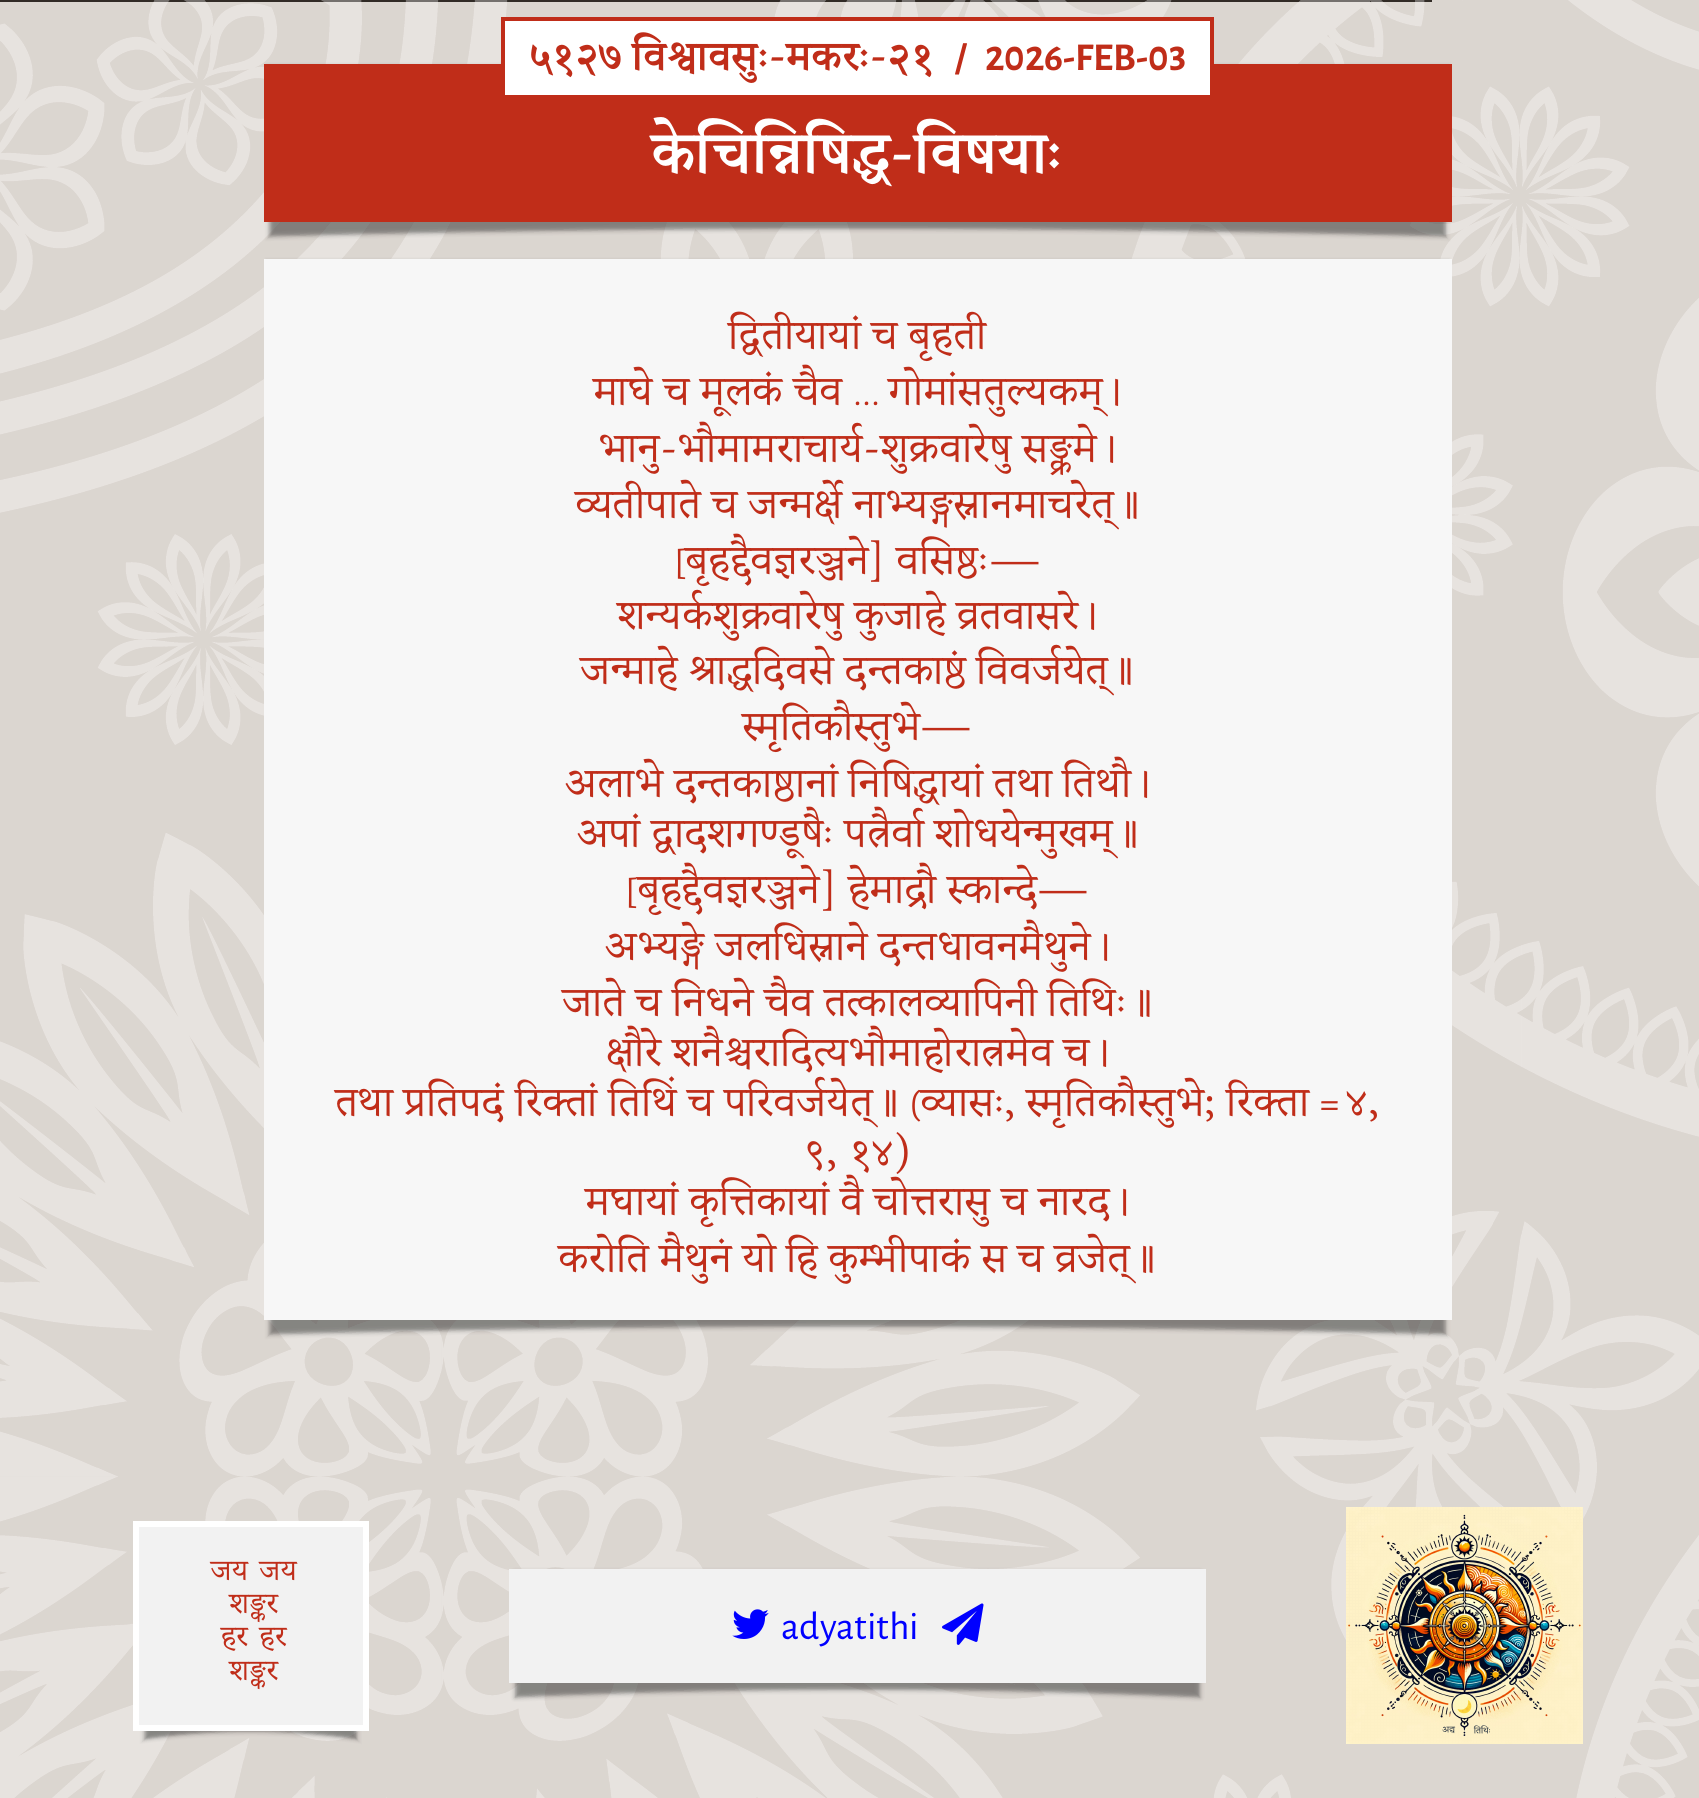 ५१२७ विश्वावसुः-मकरः-२१ / 2026-FEB-03
केचिन्निषिद्ध-विषयाः
द्वितीयायां च बृहती
माघे च मूलकं चैव … गोमांसतुल्यकम्।
भानु-भौमामराचार्य-शुक्रवारेषु सङ्क्रमे।
व्यतीपाते च जन्मर्क्षे नाभ्यङ्गस्नानमाचरेत्॥
[बृहद्दैवज्ञरञ्जने] वसिष्ठः—
शन्यर्कशुक्रवारेषु कुजाहे व्रतवासरे।
जन्माहे श्राद्धदिवसे दन्तकाष्ठं विवर्जयेत्॥
स्मृतिकौस्तुभे—
अलाभे दन्तकाष्ठानां निषिद्धायां तथा तिथौ।
अपां द्वादशगण्डूषैः पत्रैर्वा शोधयेन्मुखम्॥
[बृहद्दैवज्ञरञ्जने] हेमाद्रौ स्कान्दे—
अभ्यङ्गे जलधिस्नाने दन्तधावनमैथुने।
जाते च निधने चैव तत्कालव्यापिनी तिथिः॥
क्षौरे शनैश्चरादित्यभौमाहोरात्रमेव च।
तथा प्रतिपदं रिक्तां तिथिं च परिवर्जयेत्॥ (व्यासः, स्मृतिकौस्तुभे; रिक्ता = ४,
९, १४)
मघायां कृत्तिकायां वै चोत्तरासु च नारद।
करोति मैथुनं यो हि कुम्भीपाकं स च व्रजेत्॥
जय जय
शङ्कर
हर हर
शङ्कर
adyatithi
अद्य तिथिः